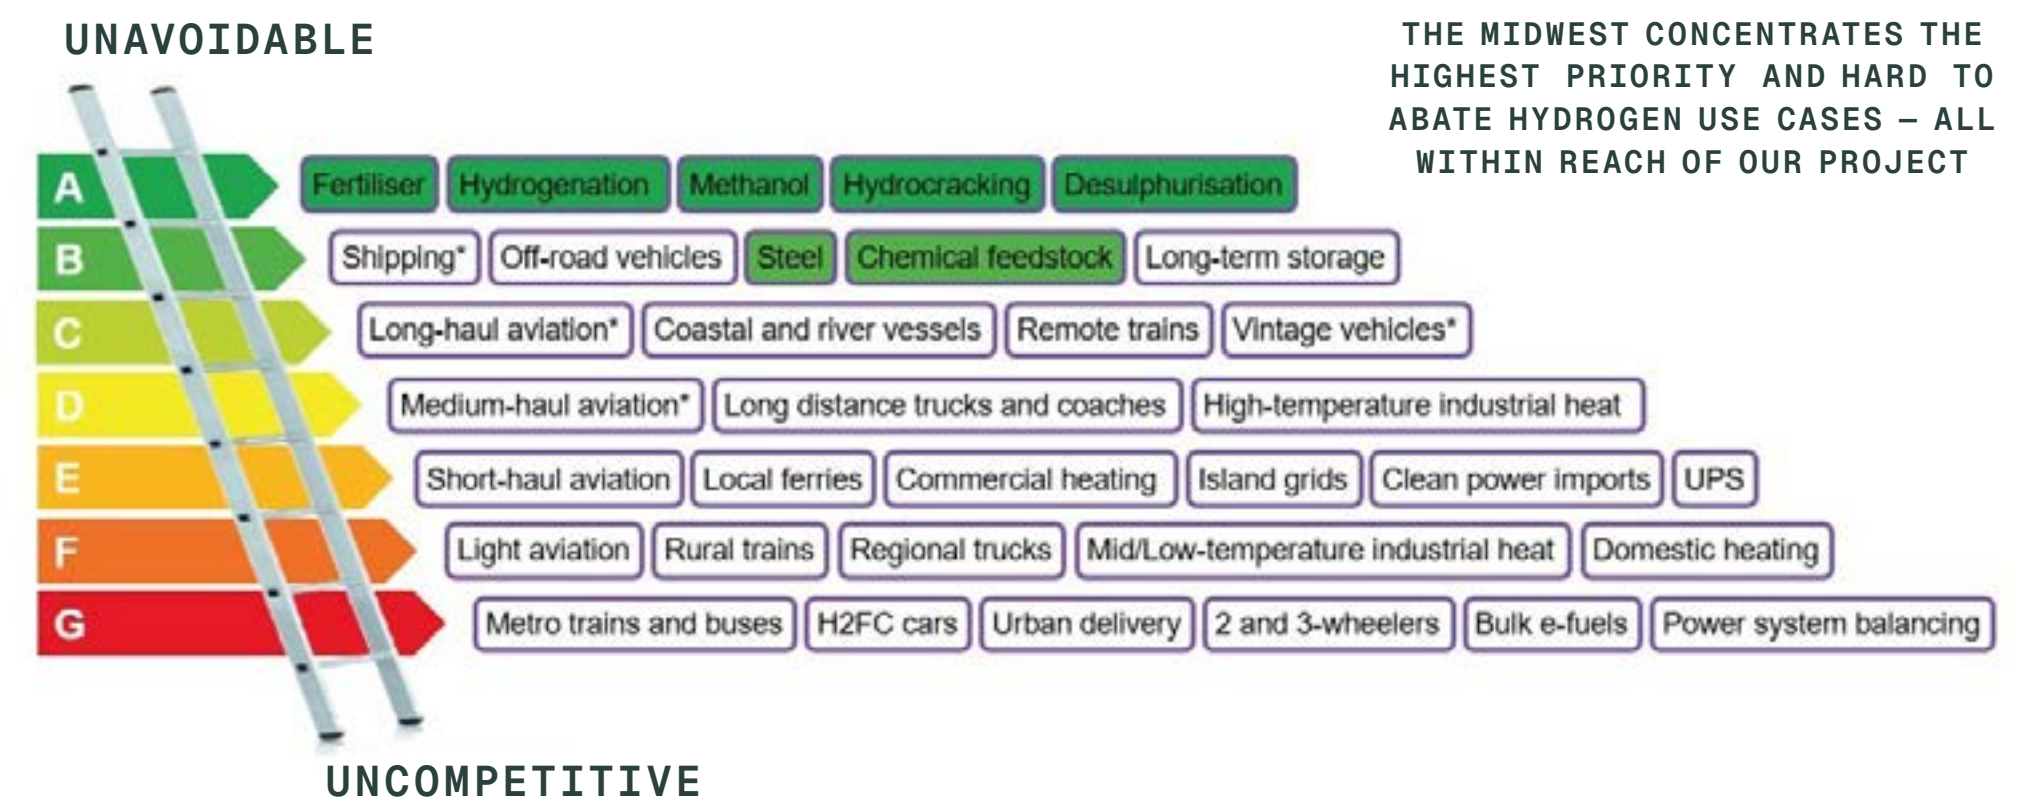 UNAVOIDABLE
THE MIDWEST CONCENTRATES THE
HIGHEST PRIORITY AND HARD TO
ABATE HYDROGEN USE CASES – ALL
WITHIN REACH OF OUR PROJECT
A Fertiliser Hydrogenation Methanol Hydrocracking Desulphurisation
B Shipping* Off-road vehicles Steel Chemical feedstock Long-term storage
C Long-haul aviation* Coastal and river vessels Remote trains Vintage vehicles*
D Medium-haul aviation* Long distance trucks and coaches High-temperature industrial heat
E Short-haul aviation Local ferries Commercial heating Island grids Clean power imports UPS
F Light aviation Rural trains Regional trucks Mid/Low-temperature industrial heat Domestic heating
G Metro trains and buses H2FC cars Urban delivery 2 and 3-wheelers Bulk e-fuels Power system balancing
UNCOMPETITIVE